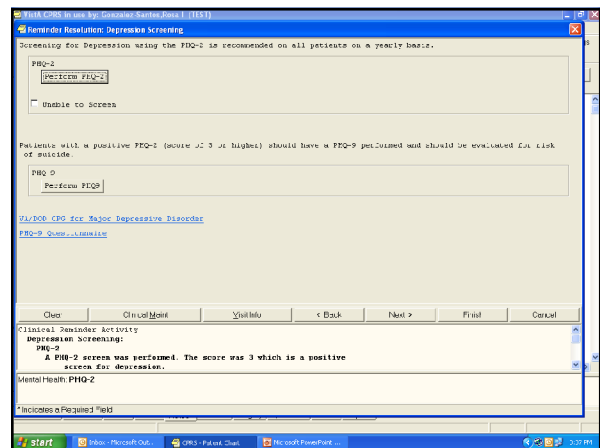 VistA CPRS in use by: Gonzalez-Santos,Rosa I (TEST)
Reminder Resolution: Depression Screening
Screening for Depression using the PHQ-2 is recommended on all patients on a yearly basis.
PHQ-2
Perform PHQ-2
Unable to Screen
Patients with a positive PHQ-2 (score of 3 or higher) should have a PHQ-9 performed and should be evaluated for risk
of suicide.
PHQ 9
Perform PHQ9
VA/DOD CPG for Major Depressive Disorder
PHQ-9 Questionnaire
Clear
Clinical Maint
Visit Info
< Back
Next >
Finish
Cancel
Clinical Reminder Activity
Depression Screening:
PHQ-2
A PHQ-2 screen was performed. The score was 3 which is a positive
screen for depression.
Mental Health: PHQ-2
*Indicates a Required Field
start
Inbox - Microsoft Out...
CPRS - Patient Chart
Microsoft PowerPoint ...
3:37 PM